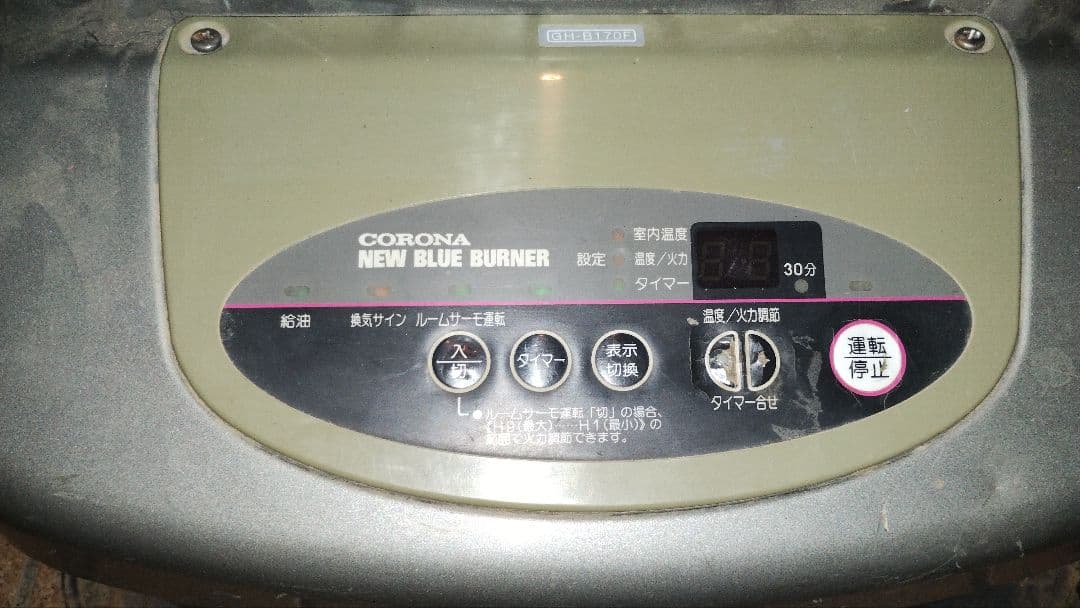 GH-B170F
CORONA
NEW BLUE BURNER
設定
室内温度
温度/火力
タイマー
30分
給油
換気サイン
ルームサーモ運転
温度/火力調節
入
切
タイマー
表示
切換
運転
停止
タイマー合せ
●ルームサーモ運転「切」の場合、
《H9(最大)……H1(最小)》の
範囲で火力調節できます。